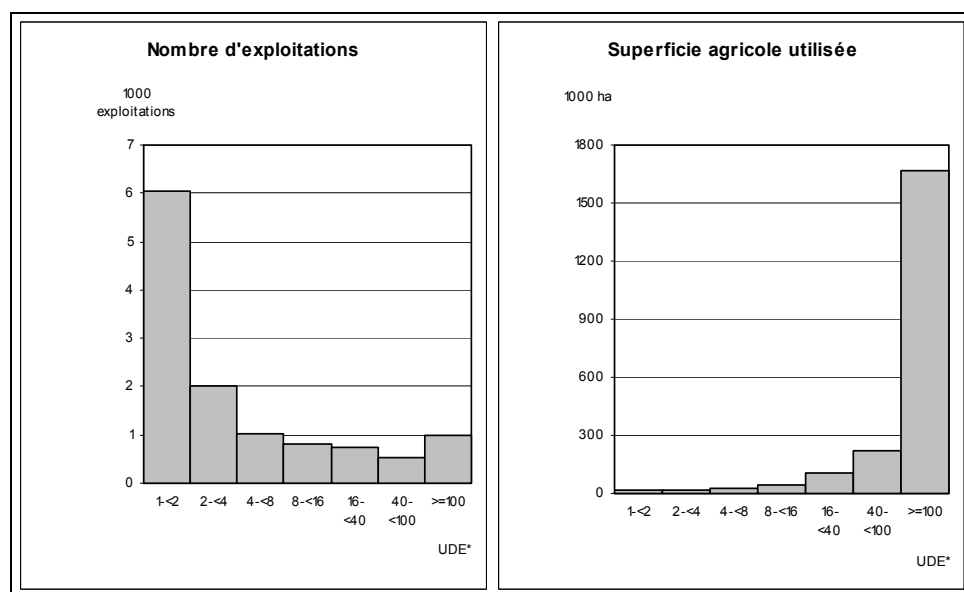 Nombre d'exploitations
1000
exploitations
7
6
5
4
3
2
1
0
1-<2 2-<4 4-<8 8-<16 16- 40- >=100
<40 <100
UDE*
Superficie agricole utilisée
1000 ha
1800
1500
1200
900
600
300
0
1-<2 2-<4 4-<8 8-<16 16- 40- >=100
<40 <100
UDE*